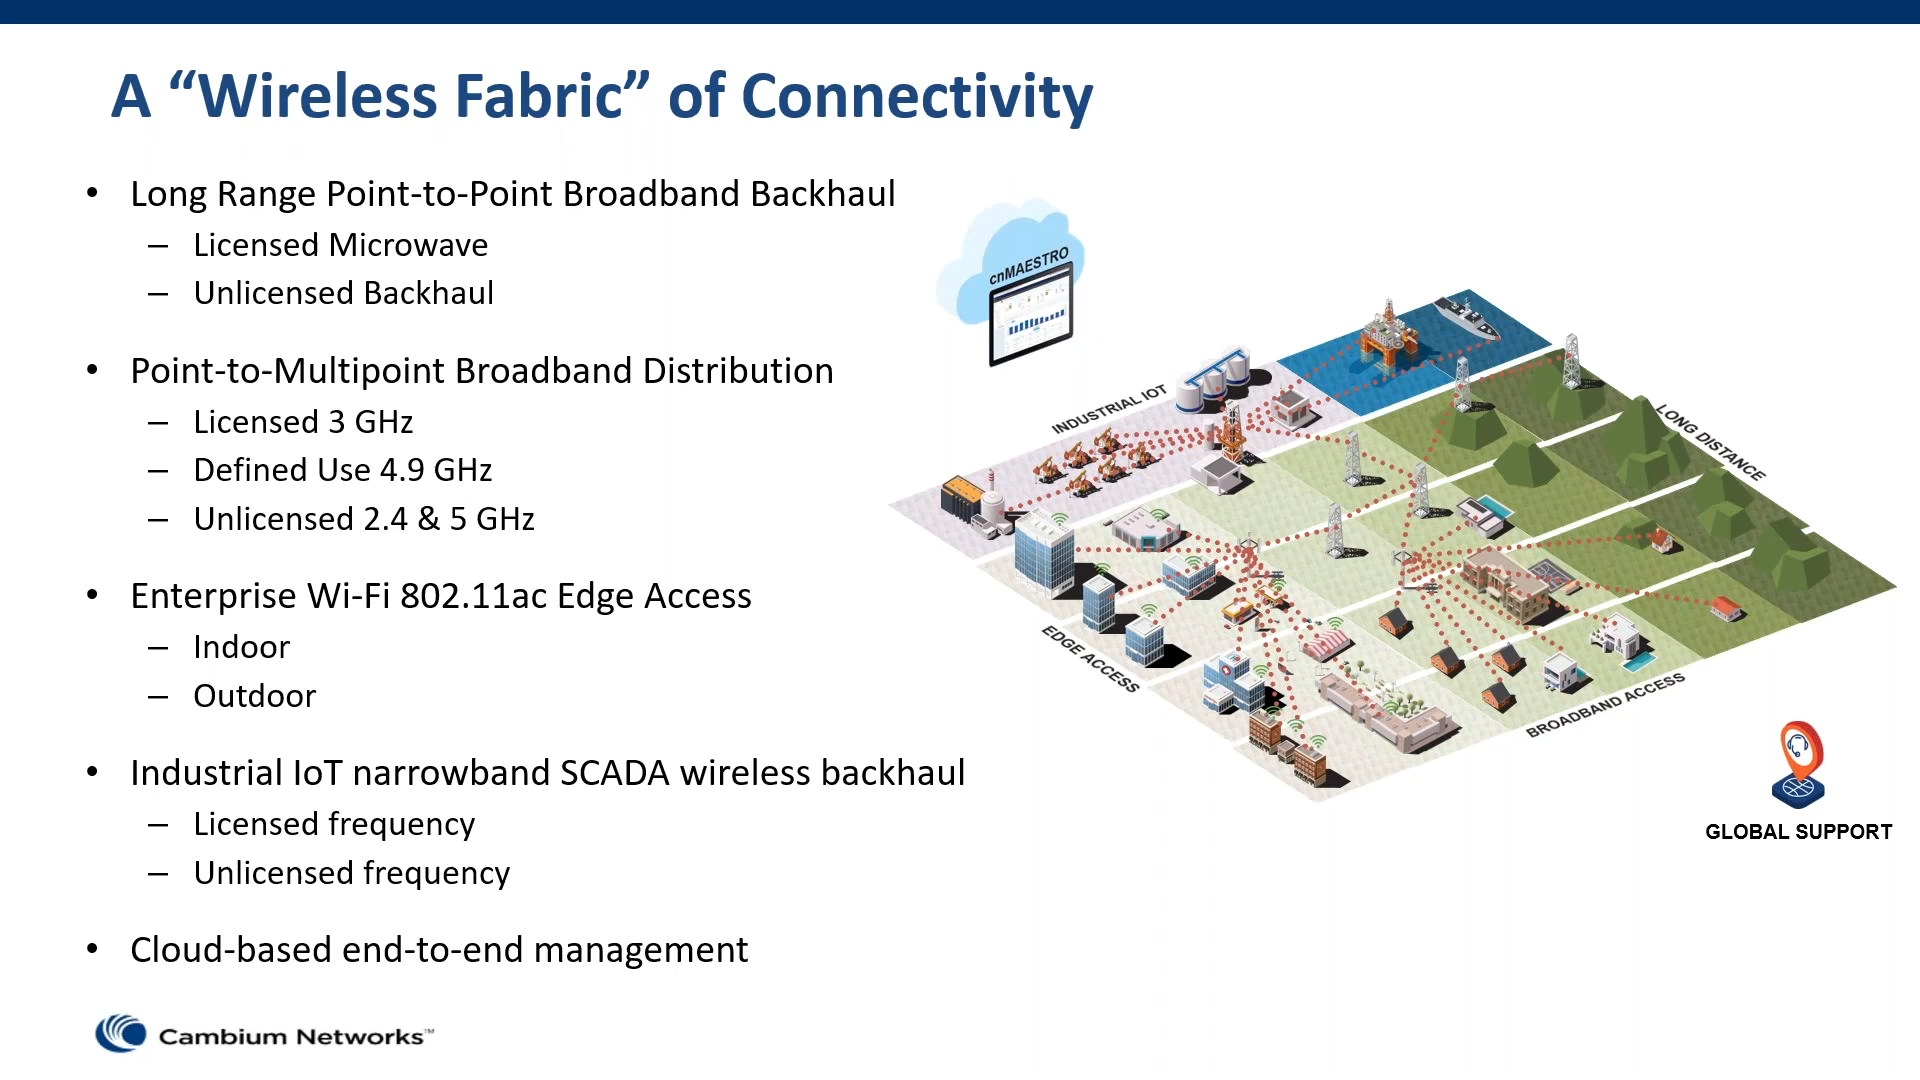 A “Wireless Fabric” of Connectivity
• Long Range Point-to-Point Broadband Backhaul
– Licensed Microwave
– Unlicensed Backhaul
• Point-to-Multipoint Broadband Distribution
– Licensed 3 GHz
– Defined Use 4.9 GHz
– Unlicensed 2.4 & 5 GHz
• Enterprise Wi-Fi 802.11ac Edge Access
– Indoor
– Outdoor
• Industrial IoT narrowband SCADA wireless backhaul
– Licensed frequency
– Unlicensed frequency
• Cloud-based end-to-end management
cnMAESTRO
INDUSTRIAL IOT
LONG DISTANCE
EDGE ACCESS
BROADBAND ACCESS
GLOBAL SUPPORT
Cambium Networks™